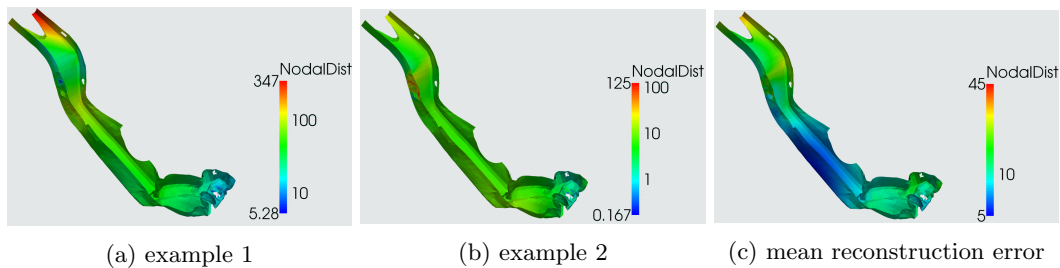 NodalDist
347
100
10
5.28
NodalDist
125
100
10
1
0.167
NodalDist
45
10
5
(a) example 1
(b) example 2
(c) mean reconstruction error